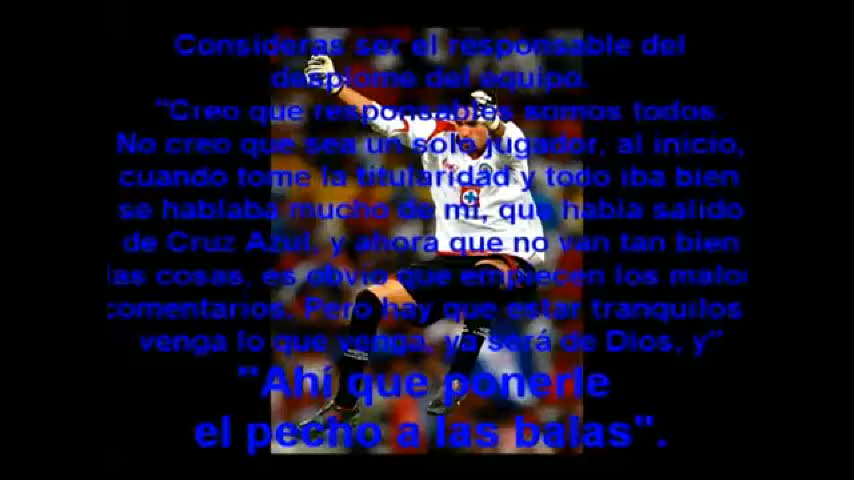 Consideras ser el responsable del
desplome del equipo.
"Creo que responsables somos todos.
No creo que sea un solo jugador, al inicio,
cuando tome la titularidad y todo iba bien
se hablaba mucho de mi, que había salido
de Cruz Azul, y ahora que no van tan bien
las cosas, es obvio que empiecen los malos
comentarios. Pero hay que estar tranquilos
venga lo que venga, ya será de Dios, y"
"Ahí que ponerle
el pecho a las balas".